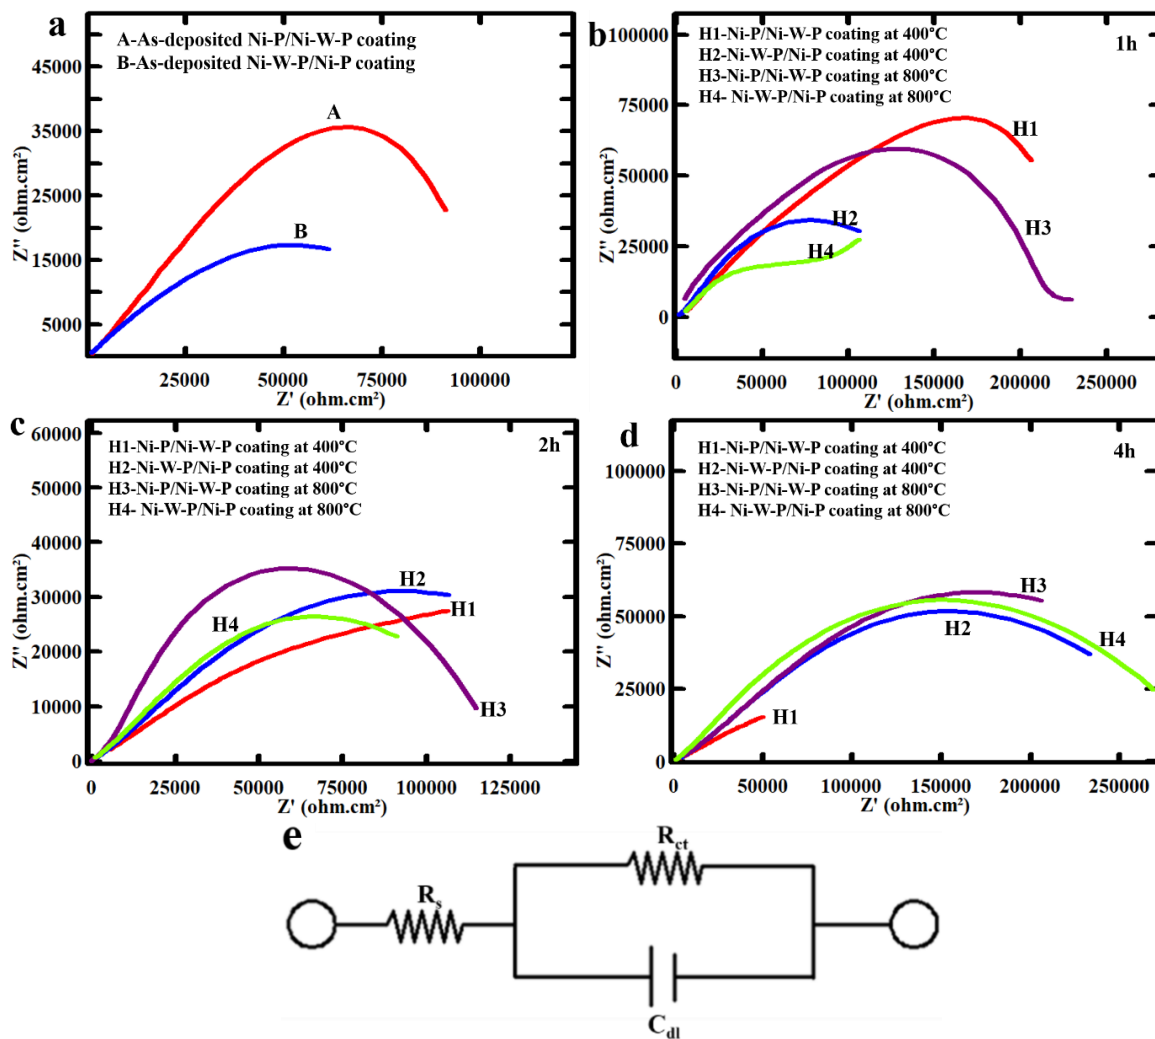 a
A-As-deposited Ni-P/Ni-W-P coating
B-As-deposited Ni-W-P/Ni-P coating
45000
35000
25000
15000
5000
Z'' (ohm.cm²)
A
B
25000 50000 75000 100000
Z' (ohm.cm²)
b
H1-Ni-P/Ni-W-P coating at 400°C
H2-Ni-W-P/Ni-P coating at 400°C
H3-Ni-P/Ni-W-P coating at 800°C
H4- Ni-W-P/Ni-P coating at 800°C
1h
100000
75000
50000
25000
0
Z'' (ohm.cm²)
H1
H2
H3
H4
0 50000 100000 150000 200000 250000
Z' (ohm.cm²)
c
H1-Ni-P/Ni-W-P coating at 400°C
H2-Ni-W-P/Ni-P coating at 400°C
H3-Ni-P/Ni-W-P coating at 800°C
H4- Ni-W-P/Ni-P coating at 800°C
2h
60000
50000
40000
30000
20000
10000
0
Z'' (ohm.cm²)
H2
H1
H4
H3
0 25000 50000 75000 100000 125000
Z' (ohm.cm²)
d
H1-Ni-P/Ni-W-P coating at 400°C
H2-Ni-W-P/Ni-P coating at 400°C
H3-Ni-P/Ni-W-P coating at 800°C
H4- Ni-W-P/Ni-P coating at 800°C
4h
100000
75000
50000
25000
0
Z'' (ohm.cm²)
H3
H2
H4
H1
0 50000 100000 150000 200000 250000
Z' (ohm.cm²)
e
Rct
Rs
Cdl